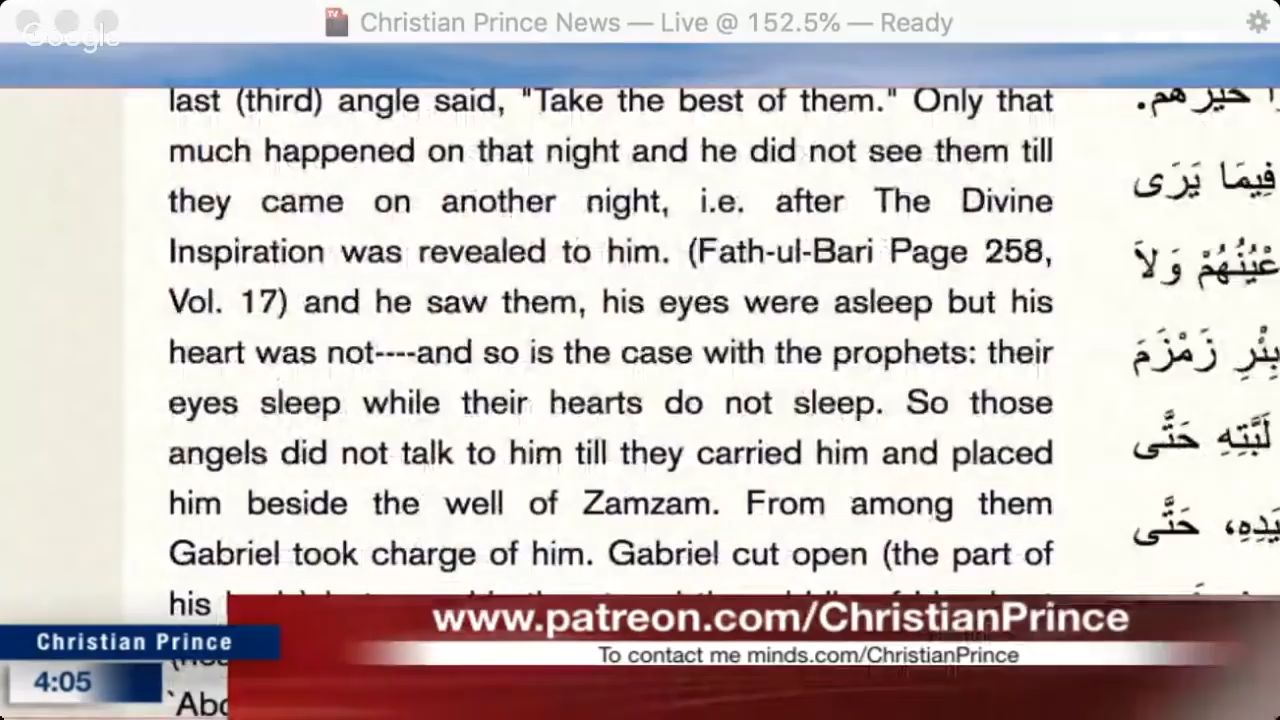 Christian Prince News — Live @ 152.5% — Ready
Google
last (third) angle said, "Take the best of them." Only that
much happened on that night and he did not see them till
they came on another night, i.e. after The Divine
Inspiration was revealed to him. (Fath-ul-Bari Page 258,
Vol. 17) and he saw them, his eyes were asleep but his
heart was not----and so is the case with the prophets: their
eyes sleep while their hearts do not sleep. So those
angels did not talk to him till they carried him and placed
him beside the well of Zamzam. From among them
Gabriel took charge of him. Gabriel cut open (the part of
his
خيرهم.
فِيمَا يَرَى
وَلاَ
بِئْرِ زَمْزَمَ
لَبَّتِهِ حَتَّى
حَتَّى
www.patreon.com/ChristianPrince
To contact me minds.com/ChristianPrince
Christian Prince
4:05